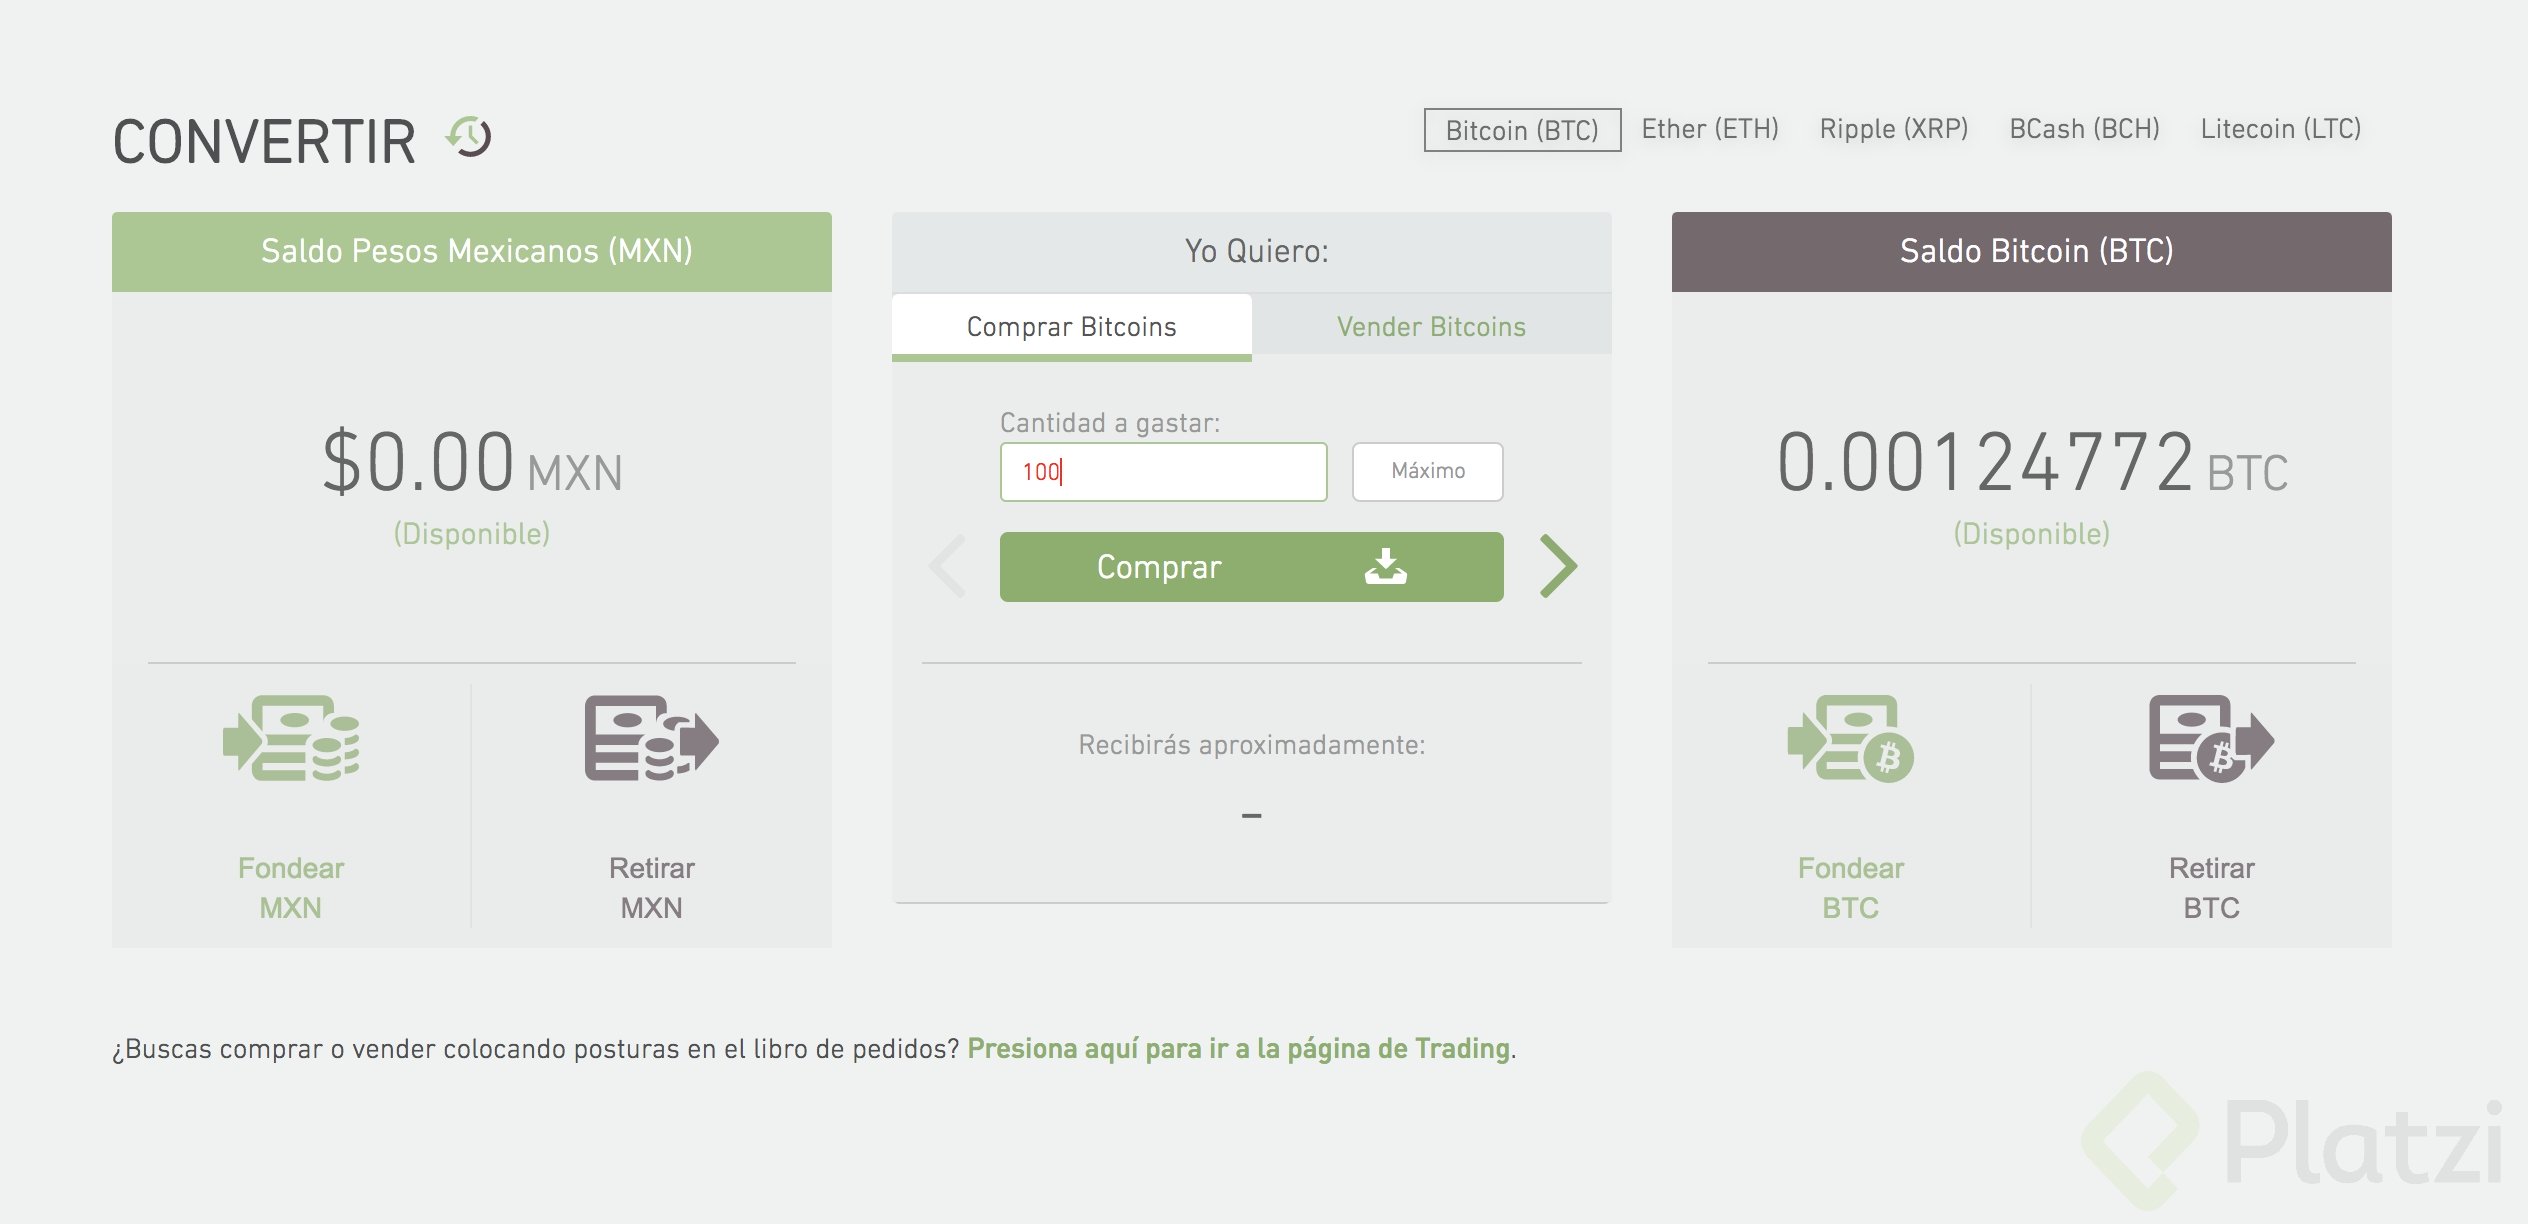 CONVERTIR
Bitcoin (BTC) Ether (ETH) Ripple (XRP) BCash (BCH) Litecoin (LTC)
Saldo Pesos Mexicanos (MXN)
$0.00 MXN
(Disponible)
Fondear
MXN
Retirar
MXN
Yo Quiero:
Comprar Bitcoins
Vender Bitcoins
Cantidad a gastar:
100
Máximo
Comprar
Recibirás aproximadamente:
–
Saldo Bitcoin (BTC)
0.00124772 BTC
(Disponible)
Fondear
BTC
Retirar
BTC
¿Buscas comprar o vender colocando posturas en el libro de pedidos? Presiona aquí para ir a la página de Trading.
Platzi